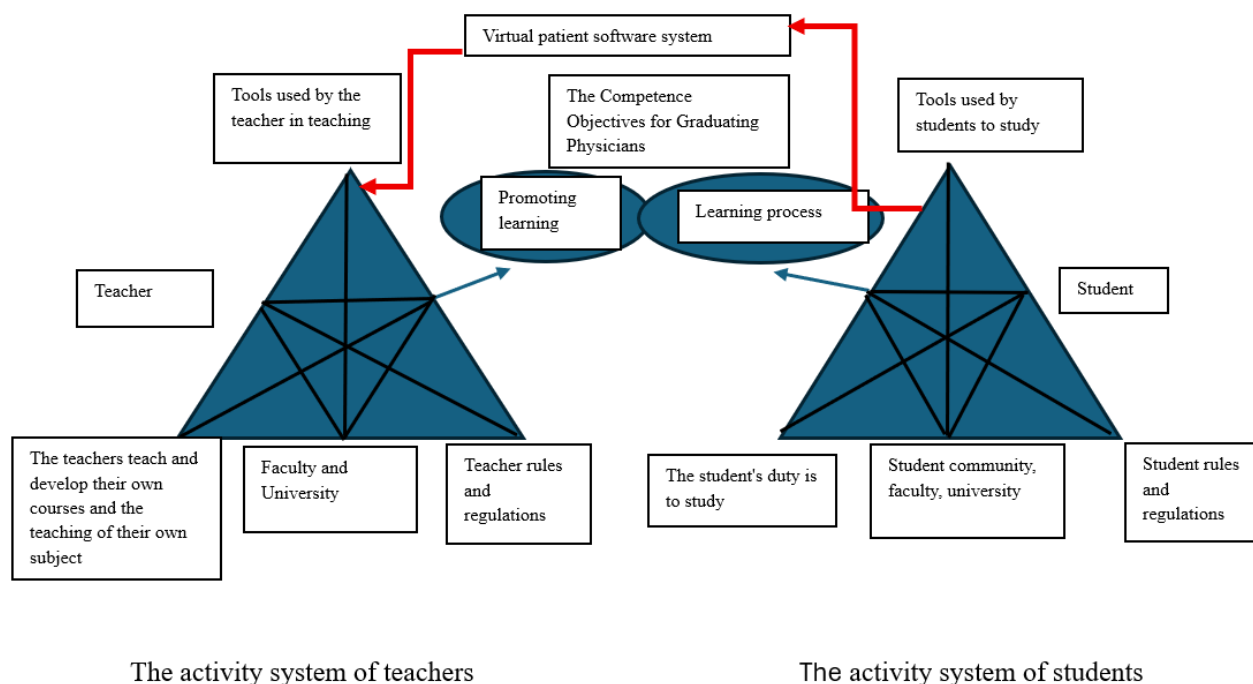 Virtual patient software system
Tools used by the
teacher in teaching
The Competence
Objectives for Graduating
Physicians
Tools used by
students to study
Promoting
learning
Learning process
Teacher
Student
The teachers teach and
develop their own
courses and the
teaching of their own
subject
Faculty and
University
Teacher rules
and
regulations
The student's duty is
to study
Student community,
faculty, university
Student rules
and
regulations
The activity system of teachers
The activity system of students